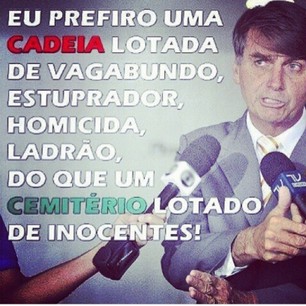 EU PREFIRO UMA
CADEIA LOTADA
DE VAGABUNDO,
ESTUPRADOR,
HOMICIDA,
LADRÃO,
DO QUE UM
CEMITÉRIO LOTADO
DE INOCENTES!